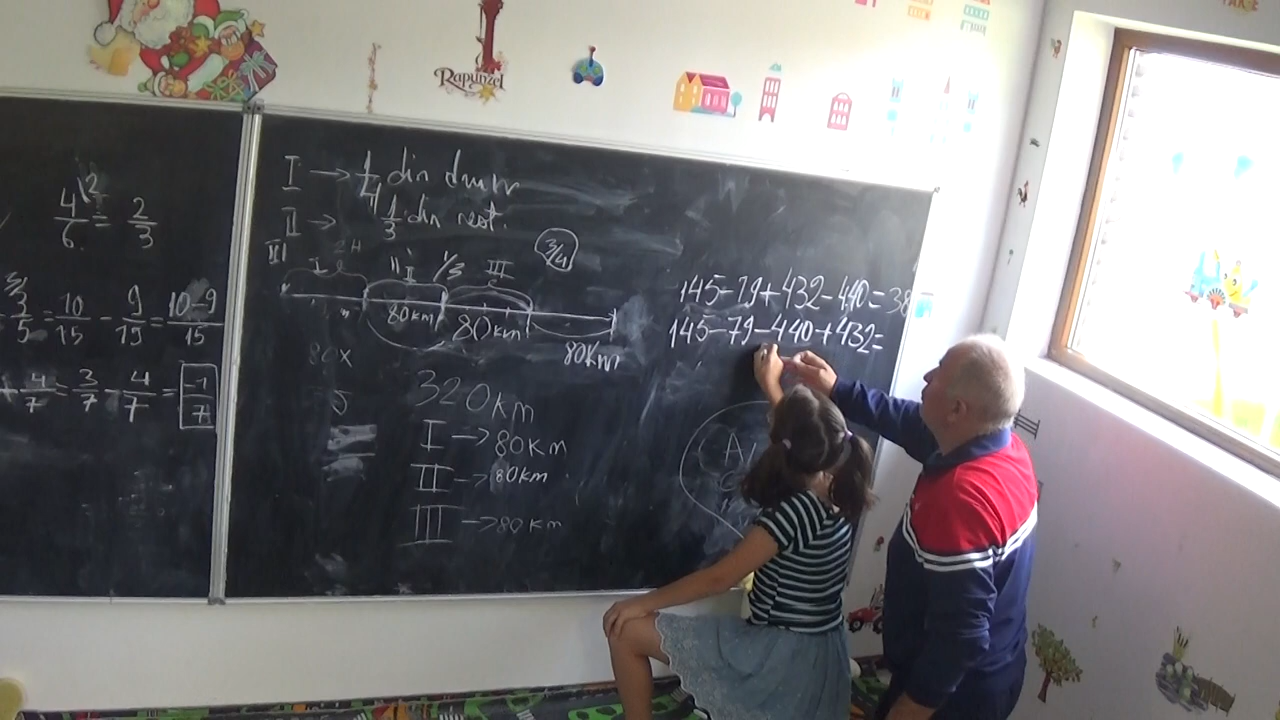 Rapunzel
4/6 = 2/3
3/5 = 10/15 - 9/15 = 10-9/15
+ 4/7 = 3/7 - 4/7 = -1/7
I → 1/4 din drum
II → 1/3 din rest.
III
I II 1/3 III 3/4
80km 80km 80km
80x
320km
I → 80km
II → 80km
III → 80km
145-79+432-440=38
145-79-440+432=